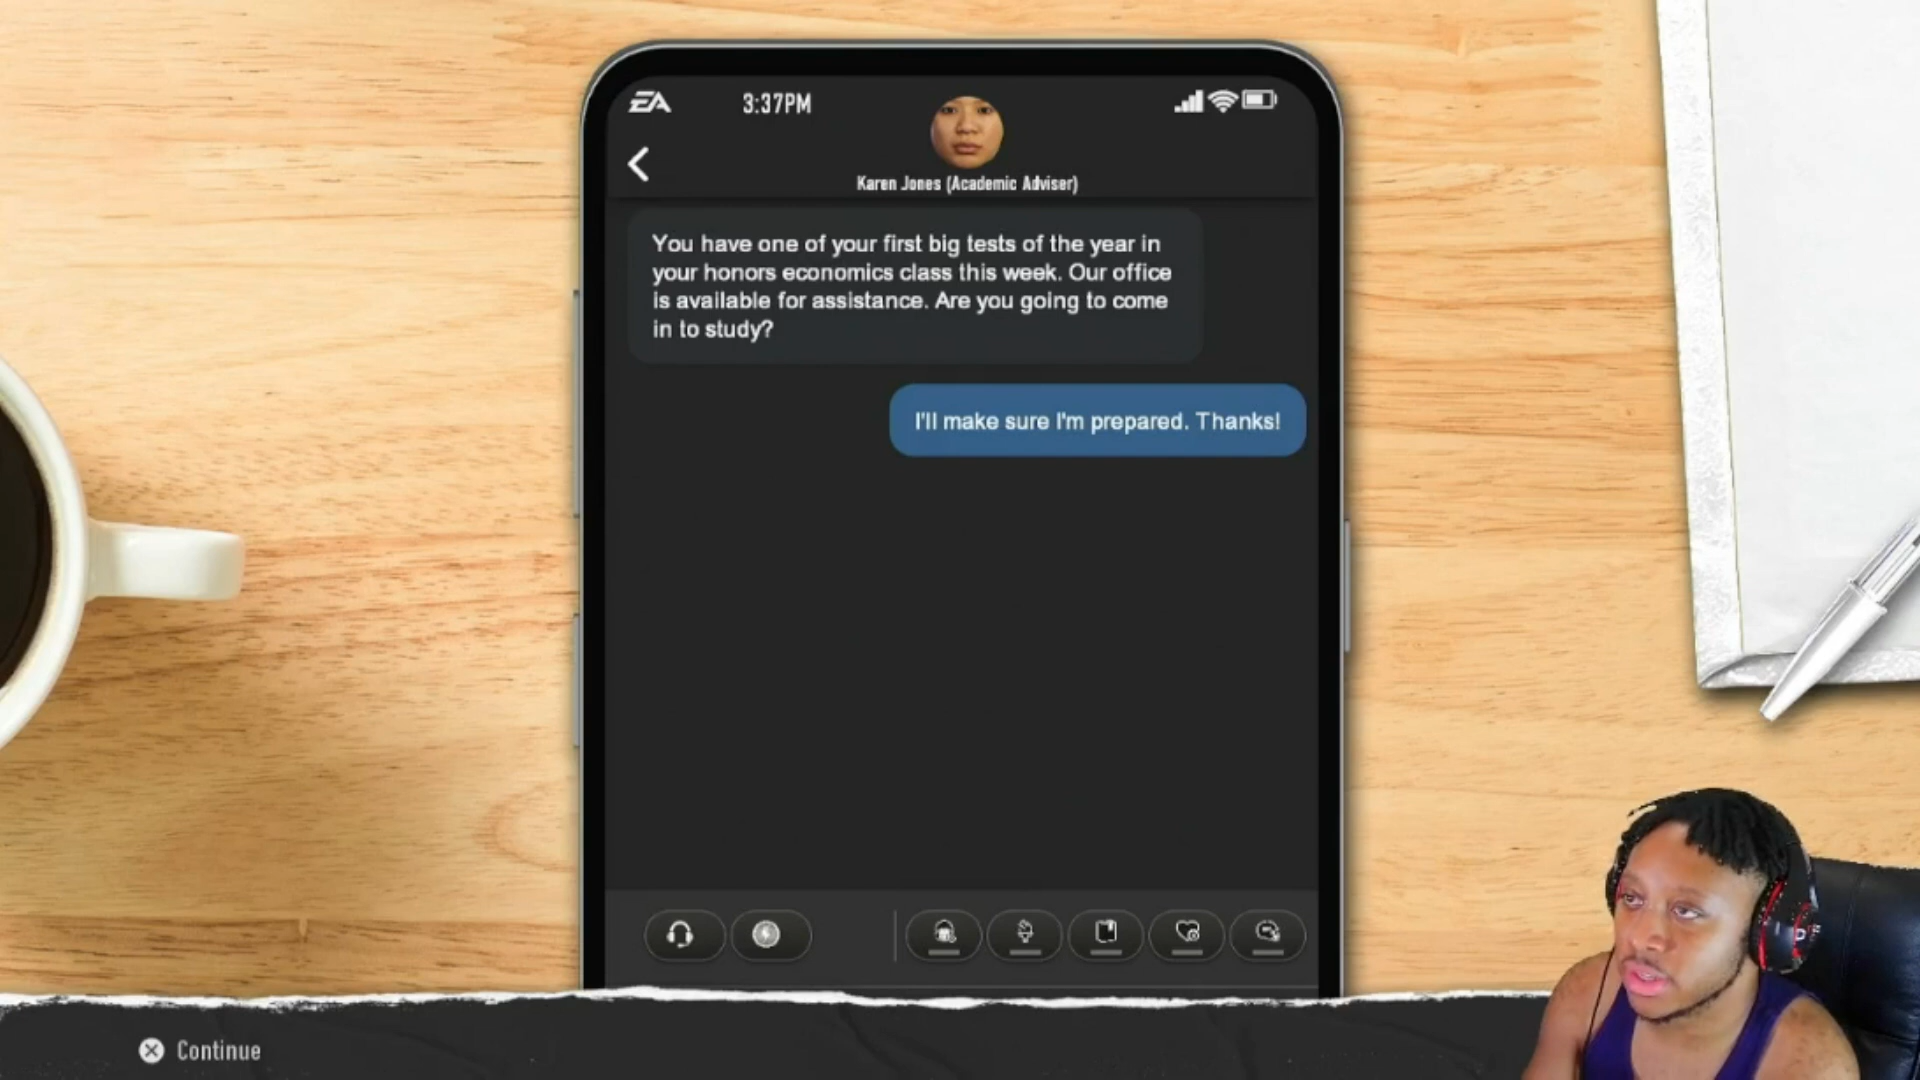 EA 3:37PM
Karen Jones (Academic Adviser)
You have one of your first big tests of the year in
your honors economics class this week. Our office
is available for assistance. Are you going to come
in to study?
I'll make sure I'm prepared. Thanks!
Continue